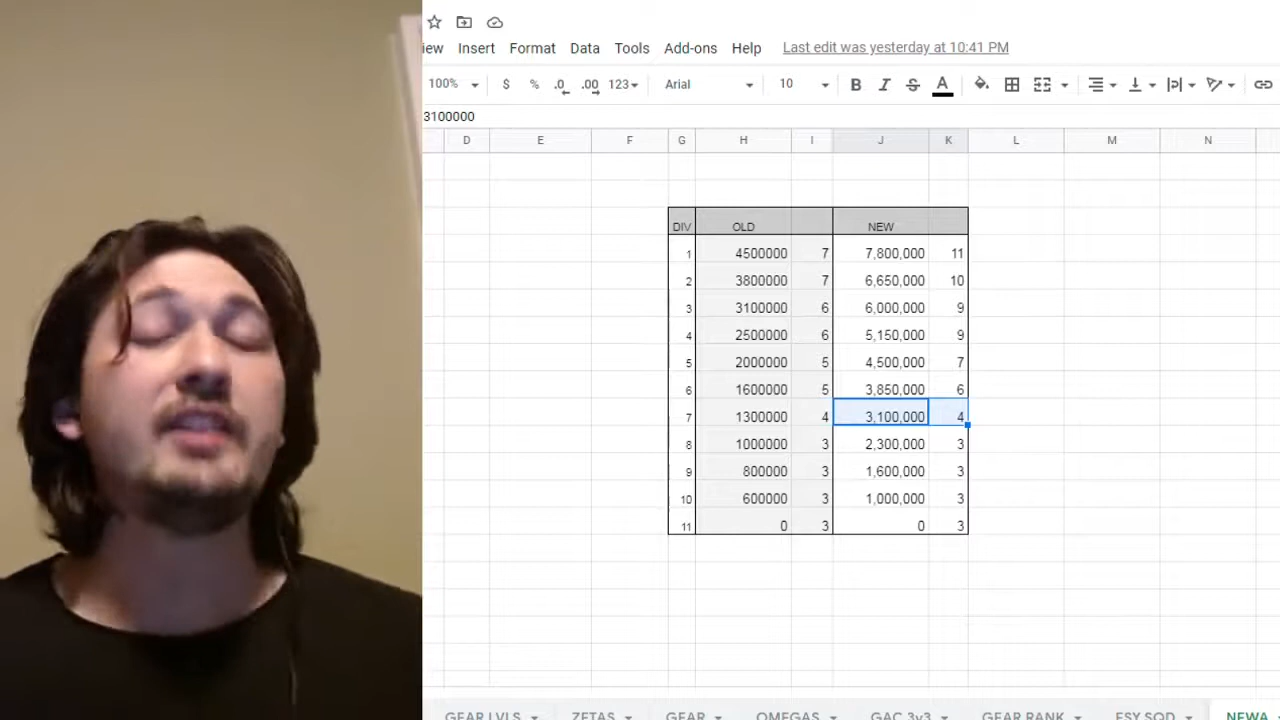 iew Insert Format Data Tools Add-ons Help Last edit was yesterday at 10:41 PM
100% $ % .0 .00 123 Arial 10 B I S A
3100000
D E F G H I J K L M N
DIV OLD NEW
1 4500000 7 7,800,000 11
2 3800000 7 6,650,000 10
3 3100000 6 6,000,000 9
4 2500000 6 5,150,000 9
5 2000000 5 4,500,000 7
6 1600000 5 3,850,000 6
7 1300000 4 3,100,000 4
8 1000000 3 2,300,000 3
9 800000 3 1,600,000 3
10 600000 3 1,000,000 3
11 0 3 0 3
GEAR LVLS ZETAS GEAR OMEGAS GAC 3v3 GEAR RANK NEWA